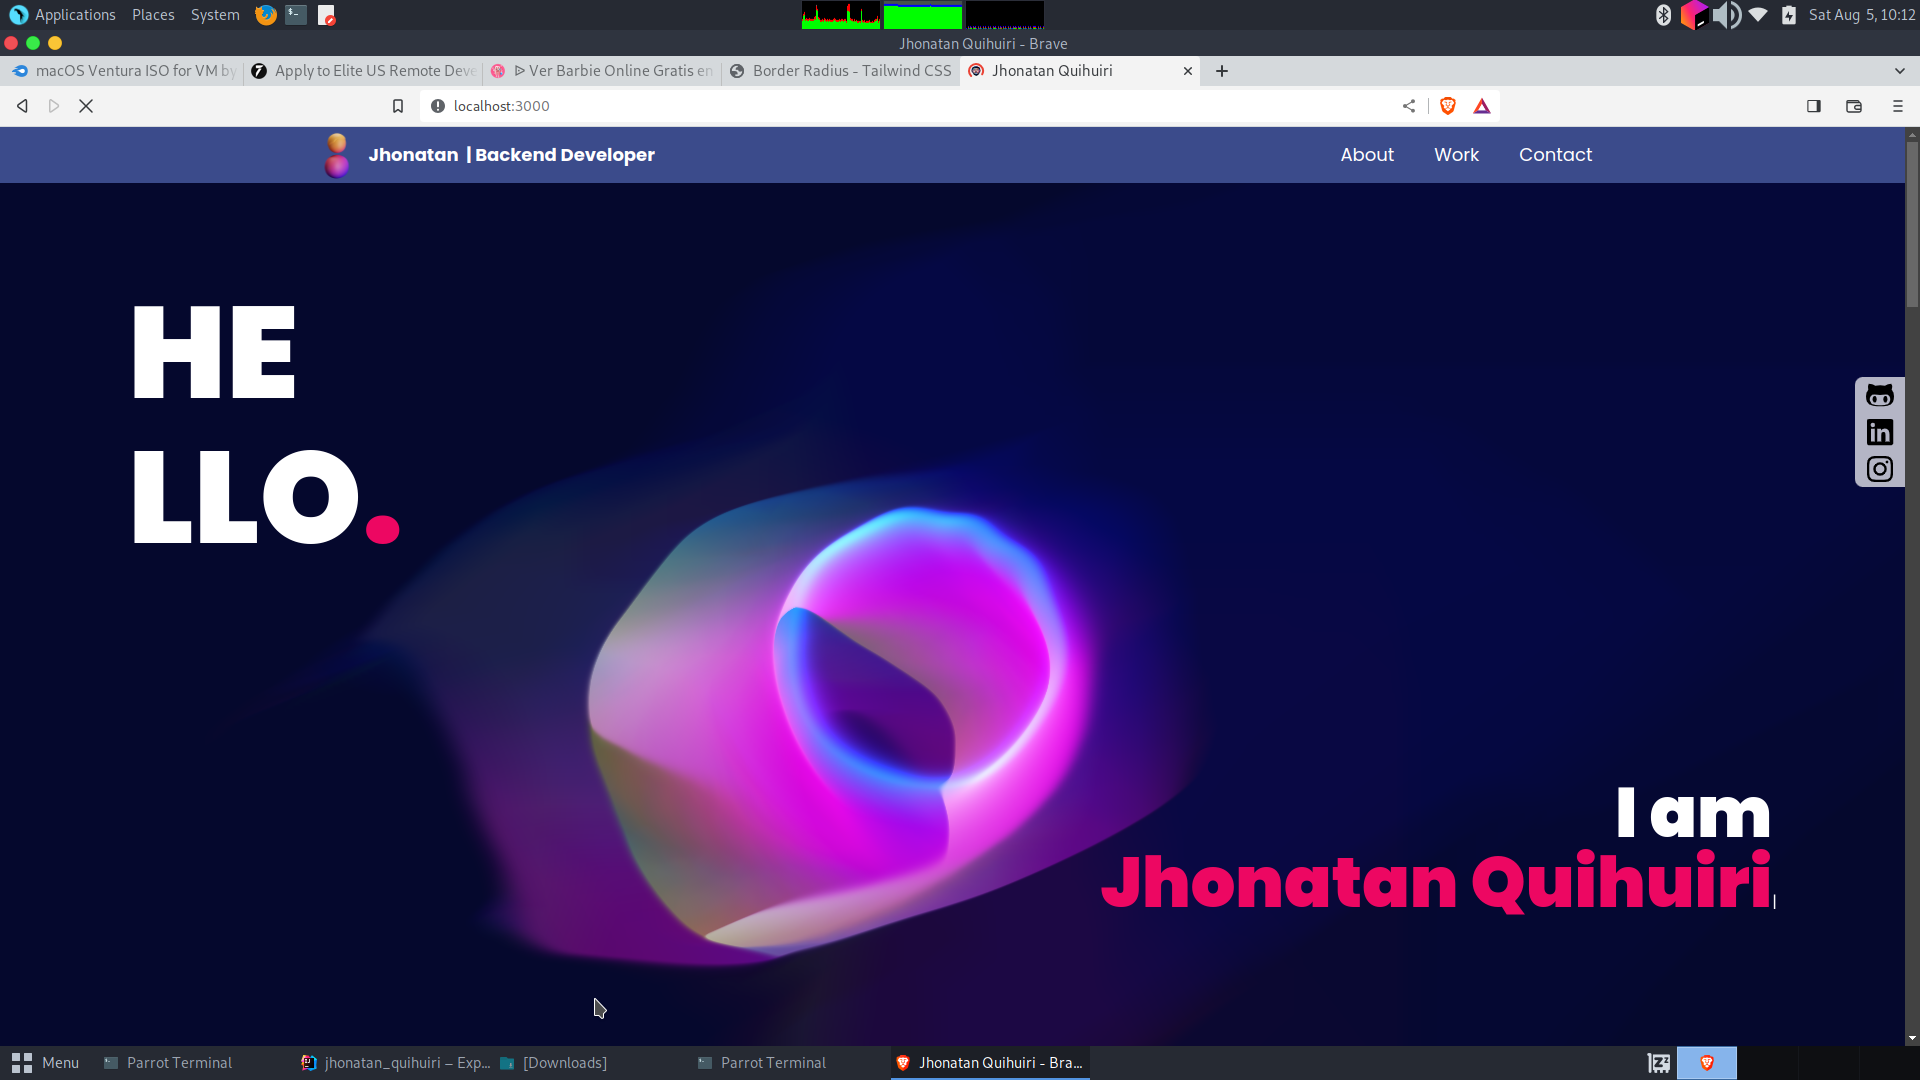 Applications Places System
Sat Aug 5, 10:12
Jhonatan Quihuiri - Brave
macOS Ventura ISO for VM by
Apply to Elite US Remote Deve
ᐅ Ver Barbie Online Gratis en
Border Radius - Tailwind CSS
Jhonatan Quihuiri
localhost:3000
Jhonatan | Backend Developer
About Work Contact
HE
LLO.
I am
Jhonatan Quihuiri
Menu
Parrot Terminal
jhonatan_quihuiri – Exp...
[Downloads]
Parrot Terminal
Jhonatan Quihuiri - Bra...